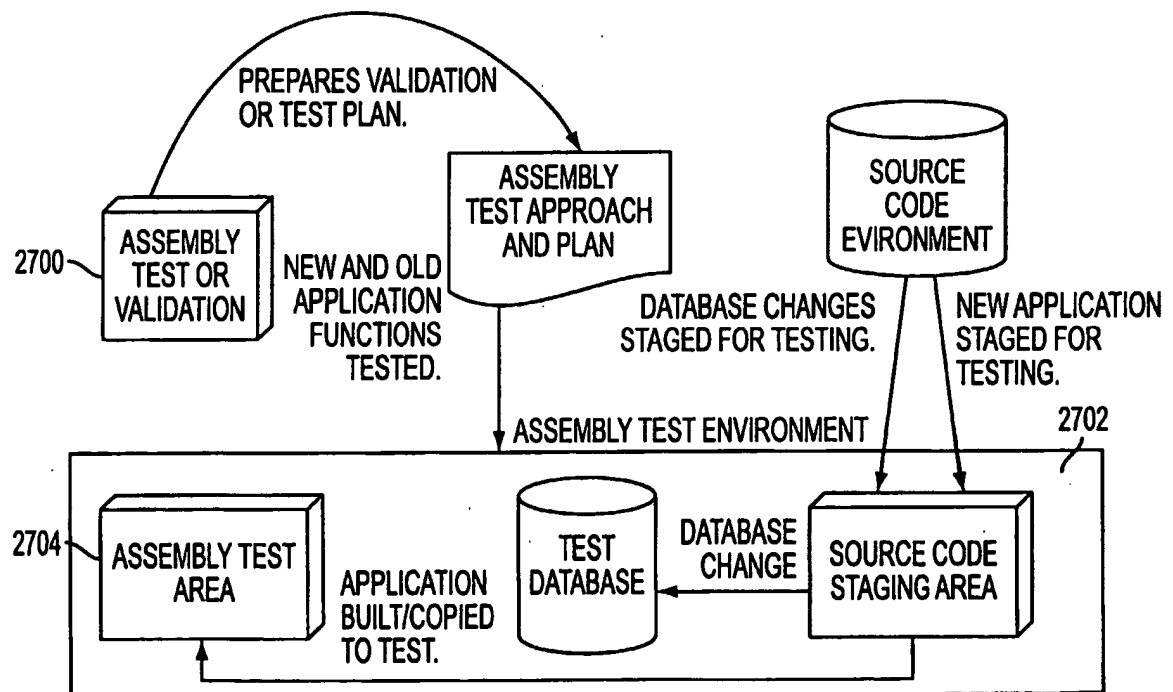 PREPARES VALIDATION
OR TEST PLAN.
ASSEMBLY
TEST APPROACH
AND PLAN
SOURCE
CODE
EVIRONMENT
2700
ASSEMBLY
TEST OR
VALIDATION
NEW AND OLD
APPLICATION
FUNCTIONS
TESTED.
DATABASE CHANGES
STAGED FOR TESTING.
NEW APPLICATION
STAGED FOR
TESTING.
ASSEMBLY TEST ENVIRONMENT
2702
2704
ASSEMBLY TEST
AREA
APPLICATION
BUILT/COPIED
TO TEST.
TEST
DATABASE
DATABASE
CHANGE
SOURCE CODE
STAGING AREA